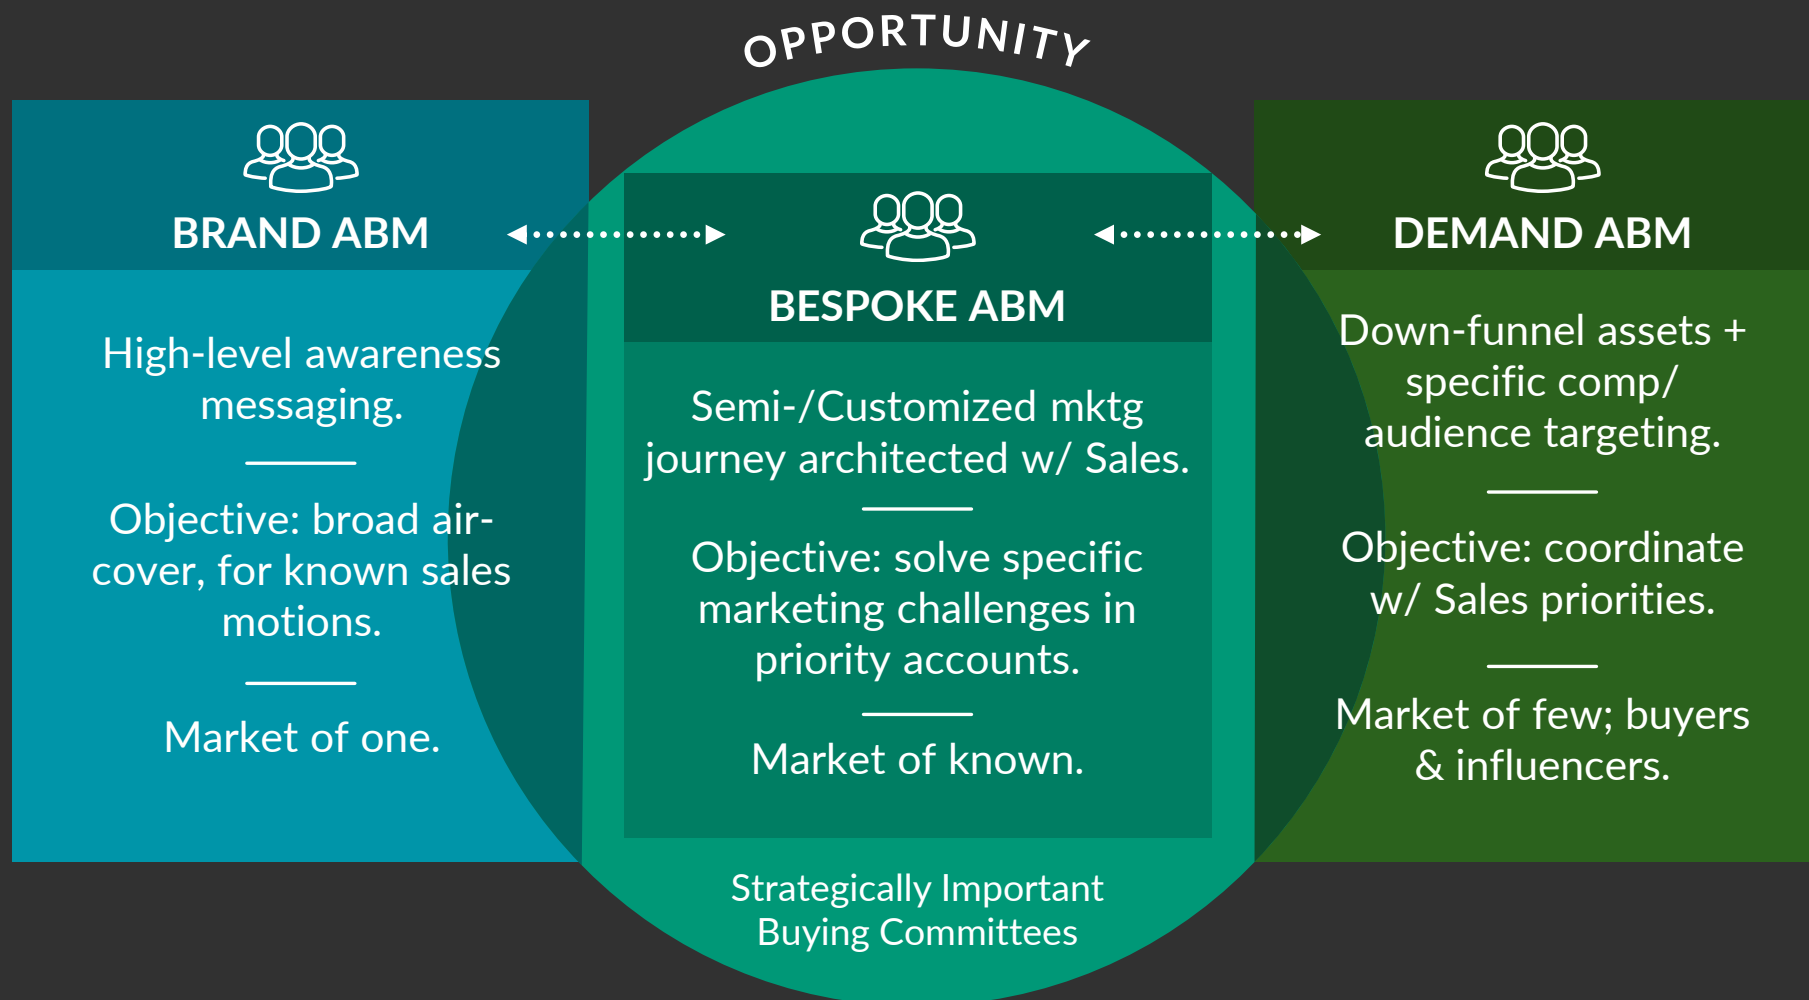 OPPORTUNITY
BRAND ABM
High-level awareness
messaging.
Objective: broad air-
cover, for known sales
motions.
Market of one.
BESPOKE ABM
Semi-/Customized mktg
journey architected w/ Sales.
Objective: solve specific
marketing challenges in
priority accounts.
Market of known.
Strategically Important
Buying Committees
DEMAND ABM
Down-funnel assets +
specific comp/
audience targeting.
Objective: coordinate
w/ Sales priorities.
Market of few; buyers
& influencers.